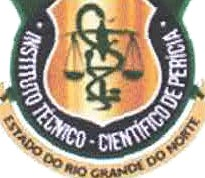 INSTITUTO TÉCNICO - CIENTÍFICO DE PERÍCIA
ESTADO DO RIO GRANDE DO NORTE